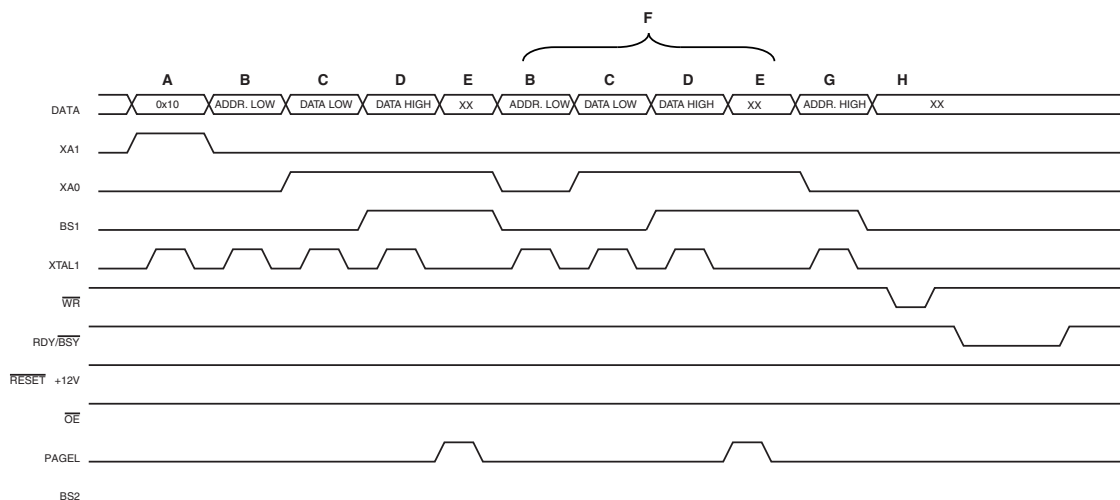 F
A B C D E B C D E G H
DATA 0x10 ADDR. LOW DATA LOW DATA HIGH XX ADDR. LOW DATA LOW DATA HIGH XX ADDR. HIGH XX
XA1
XA0
BS1
XTAL1
WR
RDY/BSY
RESET +12V
OE
PAGEL
BS2